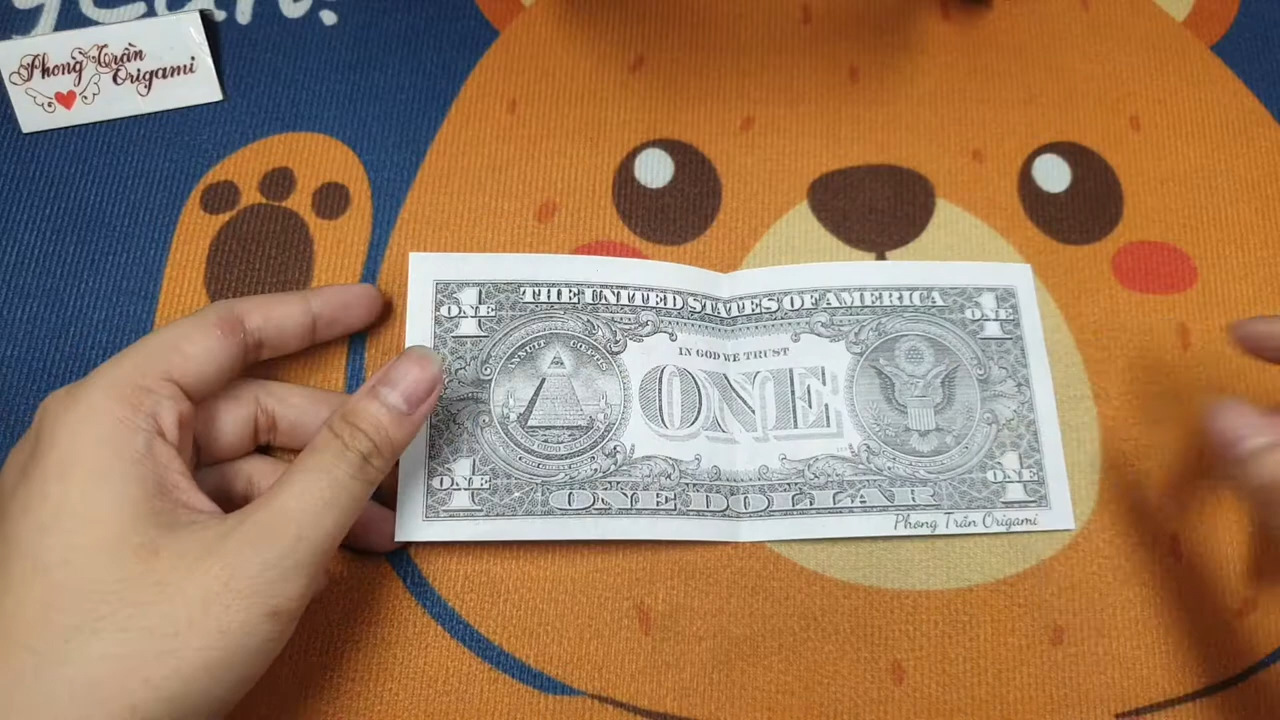 Phong Trần
Origami
THE UNITED STATES OF AMERICA
1
ONE
1
ONE
ANNUIT CŒPTIS
IN GOD WE TRUST
ONE
1
ONE
1
ONE
ONE DOLLAR
Phong Trần Origami